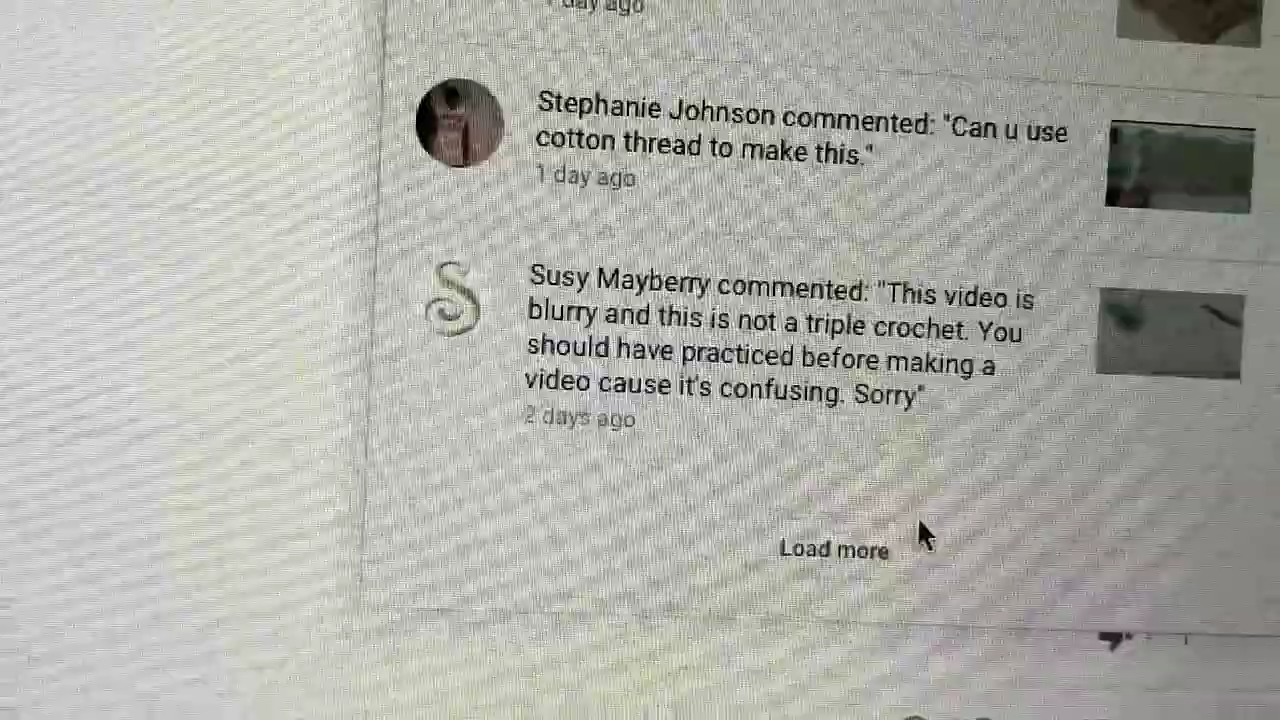 day ago
Stephanie Johnson commented: "Can u use
cotton thread to make this."
1 day ago
S
Susy Mayberry commented: "This video is
blurry and this is not a triple crochet. You
should have practiced before making a
video cause it's confusing. Sorry"
2 days ago
Load more